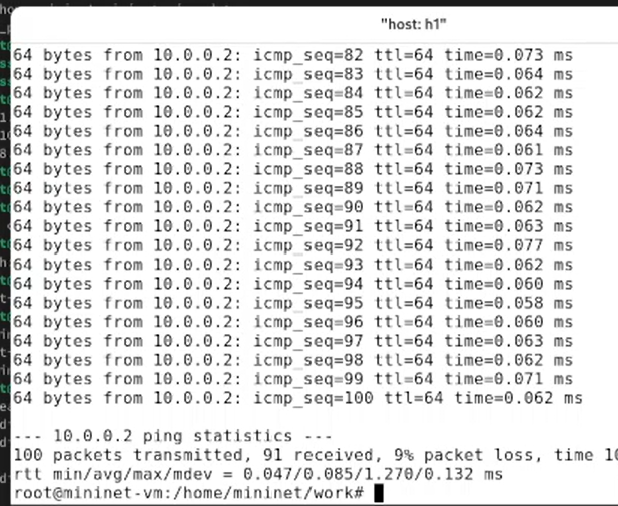 "host: h1"
64 bytes from 10.0.0.2: icmp_seq=82 ttl=64 time=0.073 ms
64 bytes from 10.0.0.2: icmp_seq=83 ttl=64 time=0.064 ms
64 bytes from 10.0.0.2: icmp_seq=84 ttl=64 time=0.062 ms
64 bytes from 10.0.0.2: icmp_seq=85 ttl=64 time=0.062 ms
64 bytes from 10.0.0.2: icmp_seq=86 ttl=64 time=0.064 ms
64 bytes from 10.0.0.2: icmp_seq=87 ttl=64 time=0.061 ms
64 bytes from 10.0.0.2: icmp_seq=88 ttl=64 time=0.073 ms
64 bytes from 10.0.0.2: icmp_seq=89 ttl=64 time=0.071 ms
64 bytes from 10.0.0.2: icmp_seq=90 ttl=64 time=0.062 ms
64 bytes from 10.0.0.2: icmp_seq=91 ttl=64 time=0.063 ms
64 bytes from 10.0.0.2: icmp_seq=92 ttl=64 time=0.077 ms
64 bytes from 10.0.0.2: icmp_seq=93 ttl=64 time=0.062 ms
64 bytes from 10.0.0.2: icmp_seq=94 ttl=64 time=0.060 ms
64 bytes from 10.0.0.2: icmp_seq=95 ttl=64 time=0.058 ms
64 bytes from 10.0.0.2: icmp_seq=96 ttl=64 time=0.060 ms
64 bytes from 10.0.0.2: icmp_seq=97 ttl=64 time=0.063 ms
64 bytes from 10.0.0.2: icmp_seq=98 ttl=64 time=0.062 ms
64 bytes from 10.0.0.2: icmp_seq=99 ttl=64 time=0.071 ms
64 bytes from 10.0.0.2: icmp_seq=100 ttl=64 time=0.062 ms
--- 10.0.0.2 ping statistics ---
100 packets transmitted, 91 received, 9% packet loss, time 10
rtt min/avg/max/mdev = 0.047/0.085/1.270/0.132 ms
root@mininet-vm:/home/mininet/work#